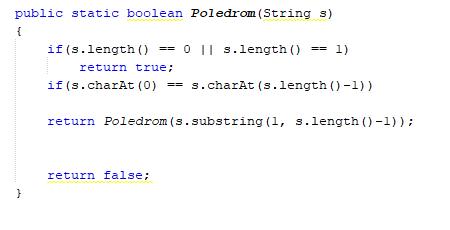 public static boolean Poledrom(String s)
{
if(s.length() == 0 || s.length() == 1)
return true;
if(s.charAt(0) == s.charAt(s.length()-1))
return Poledrom(s.substring(1, s.length()-1));
return false;
}